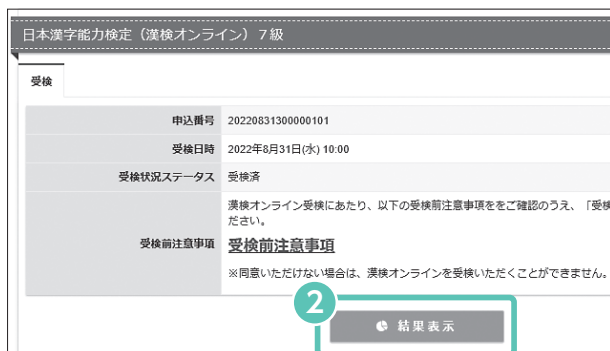 日本漢字能力検定（漢検オンライン）７級
受検
申込番号 20220831300000101
受検日時 2022年8月31日(水) 10:00
受検状況ステータス 受検済
漢検オンライン受検にあたり、以下の受検前注意事項ををご確認のうえ、「受検
ださい。
受検前注意事項 受検前注意事項
※同意いただけない場合は、漢検オンラインを受検いただくことができません。
2
結果表示